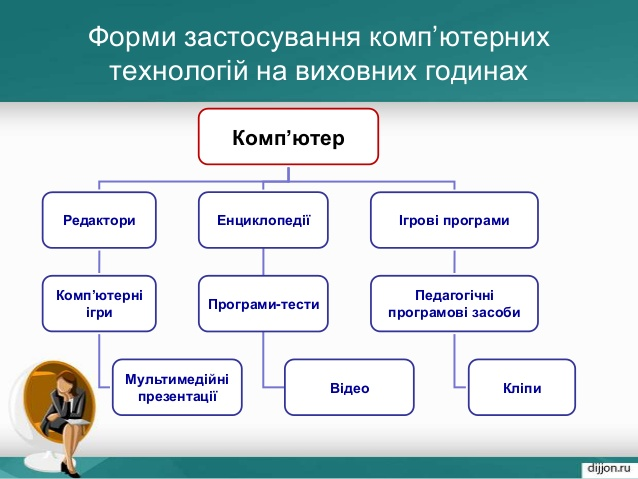 Форми застосування комп’ютерних
технологій на виховних годинах
Комп’ютер
Редактори
Енциклопедії
Ігрові програми
Комп’ютерні
ігри
Програми-тести
Педагогічні
програмові засоби
Мультимедійні
презентації
Відео
Кліпи
dijjon.ru